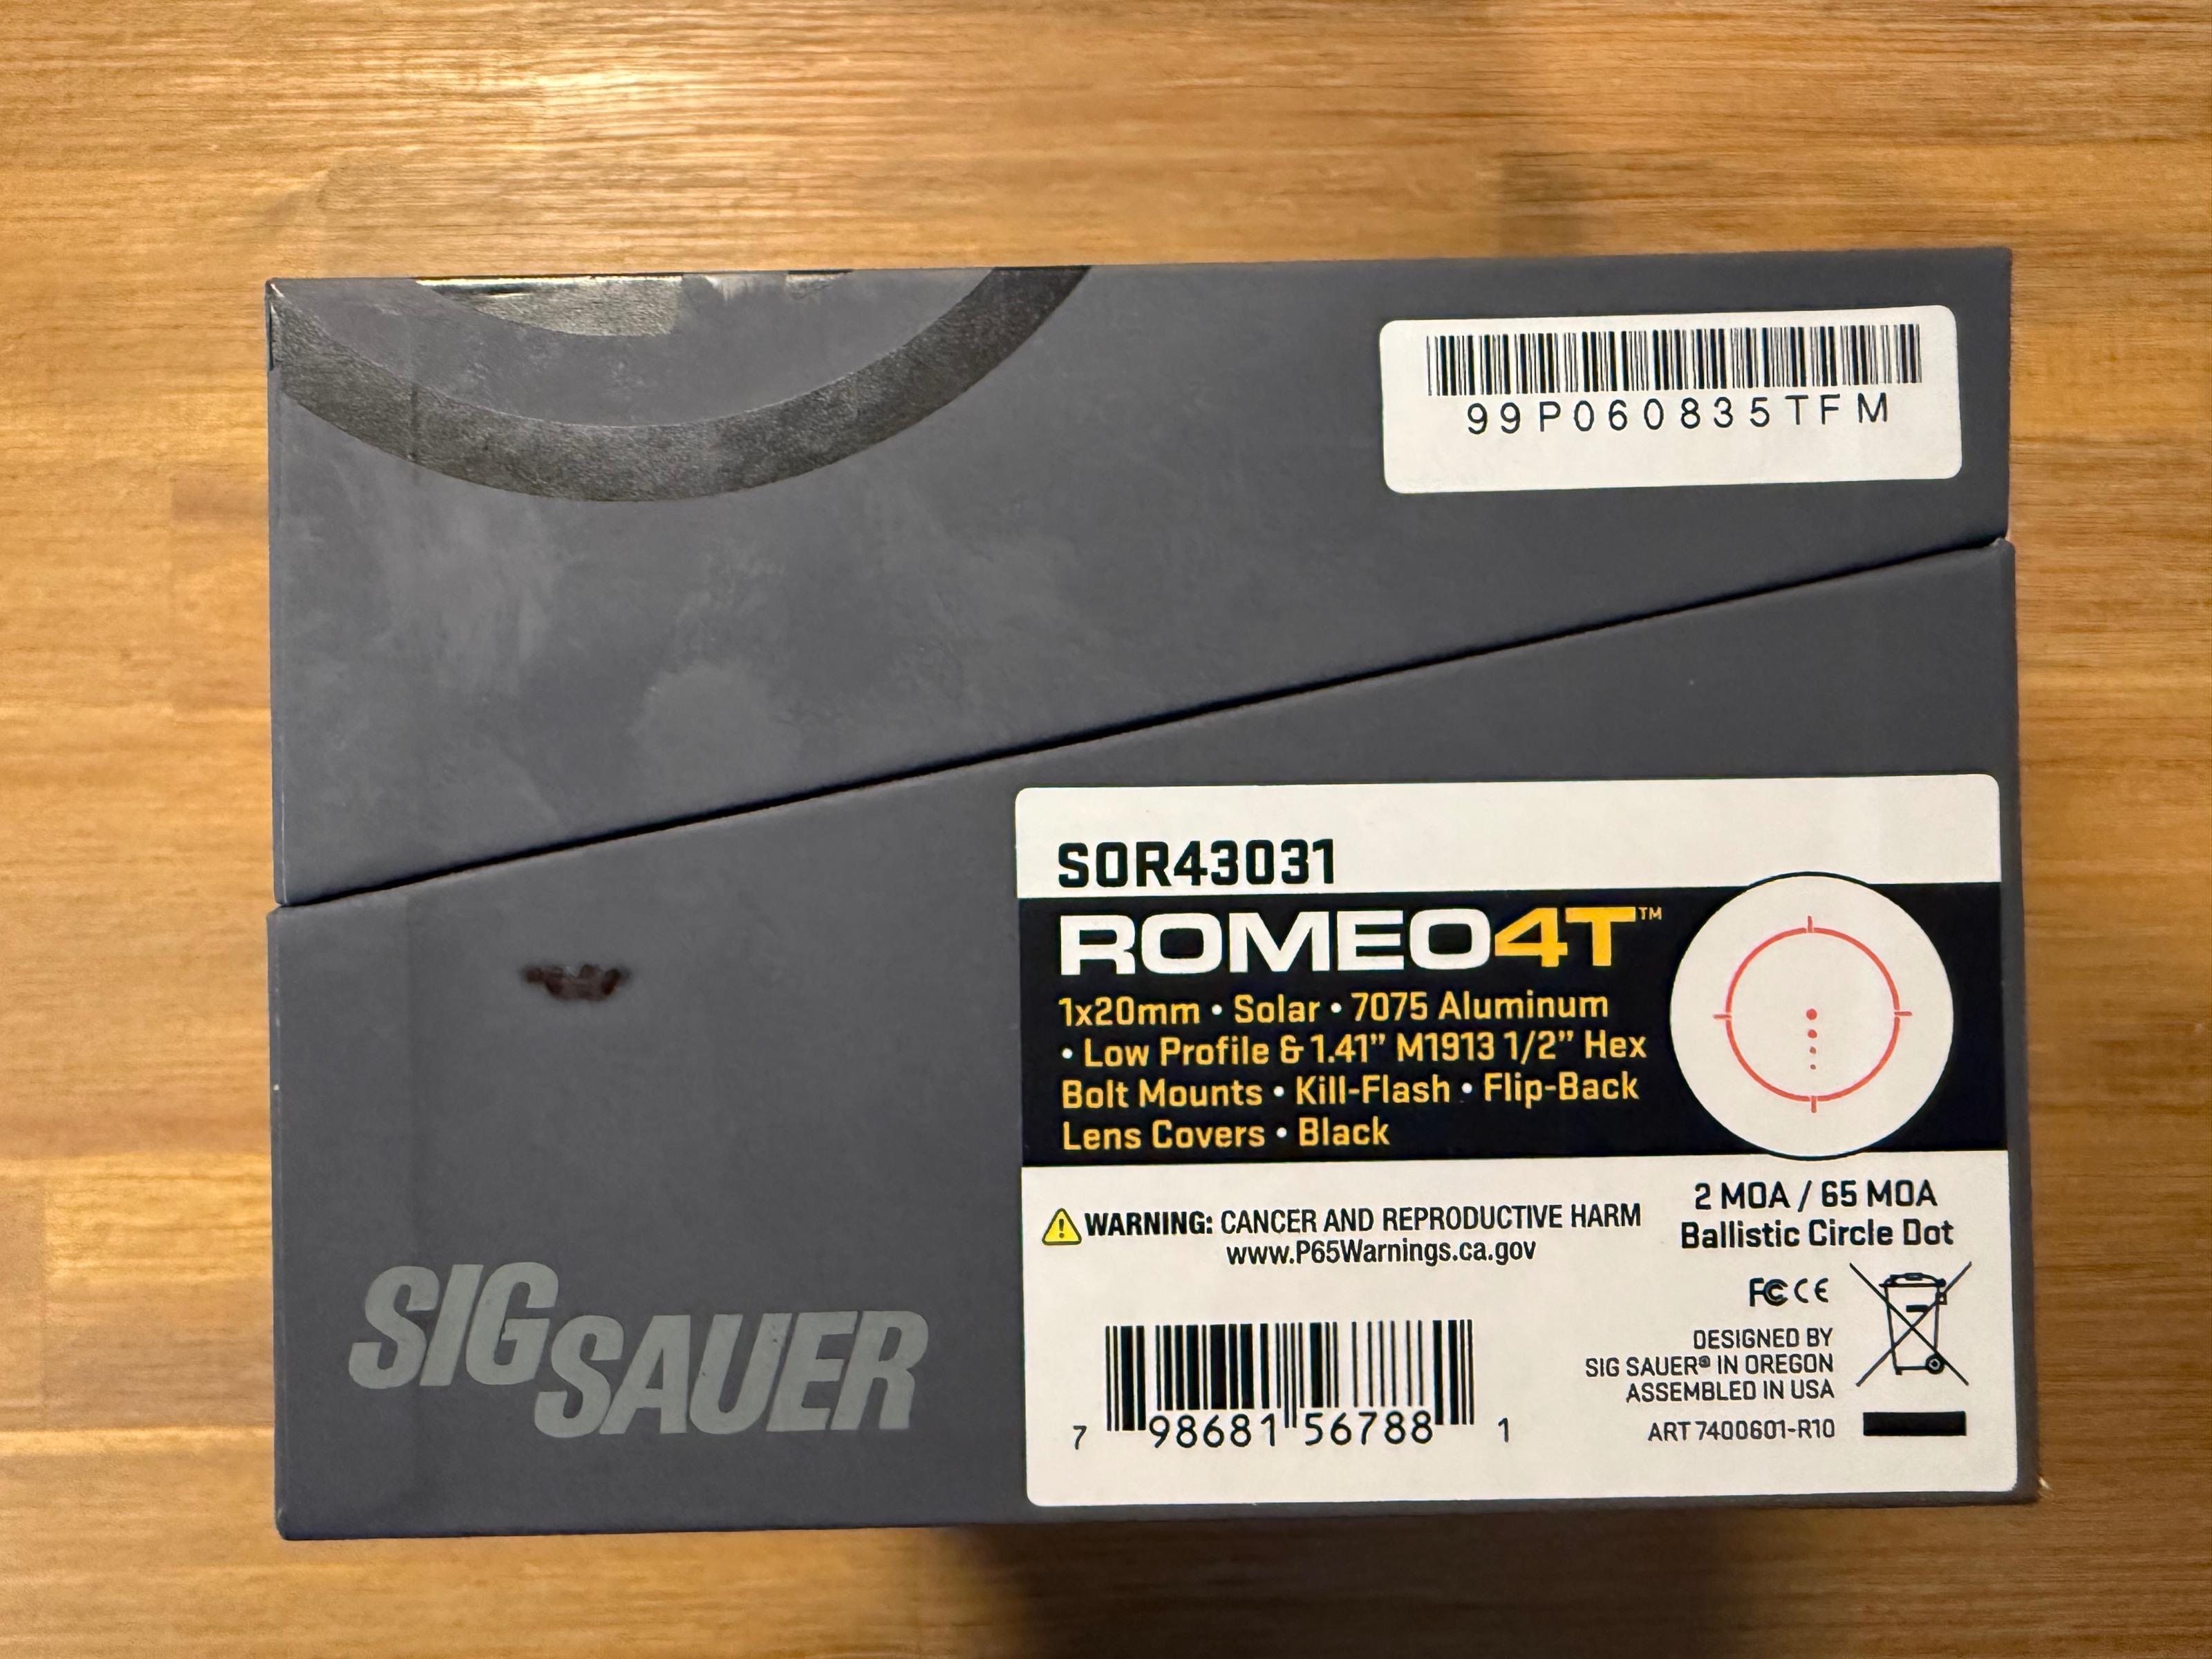 99P060835TFM
SOR43031
ROMEO4T™
1x20mm • Solar • 7075 Aluminum
• Low Profile & 1.41” M1913 1/2” Hex
Bolt Mounts • Kill-Flash • Flip-Back
Lens Covers • Black
2 MOA / 65 MOA
Ballistic Circle Dot
WARNING: CANCER AND REPRODUCTIVE HARM
www.P65Warnings.ca.gov
FC CE
DESIGNED BY
SIG SAUER® IN OREGON
ASSEMBLED IN USA
ART 7400601-R10
7 98681 56788 1
SIG SAUER